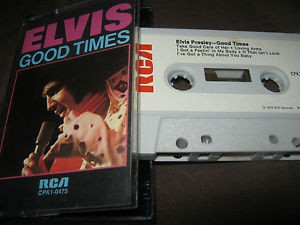 ELVIS
GOOD TIMES
RCA
CPK1-0475
RCA
Elvis Presley—Good Times
Take Good Care of Her • Loving Arms
I Got a Feelin' in My Body • If That Isn't Love
I've Got a Thing About You Baby
CPK1